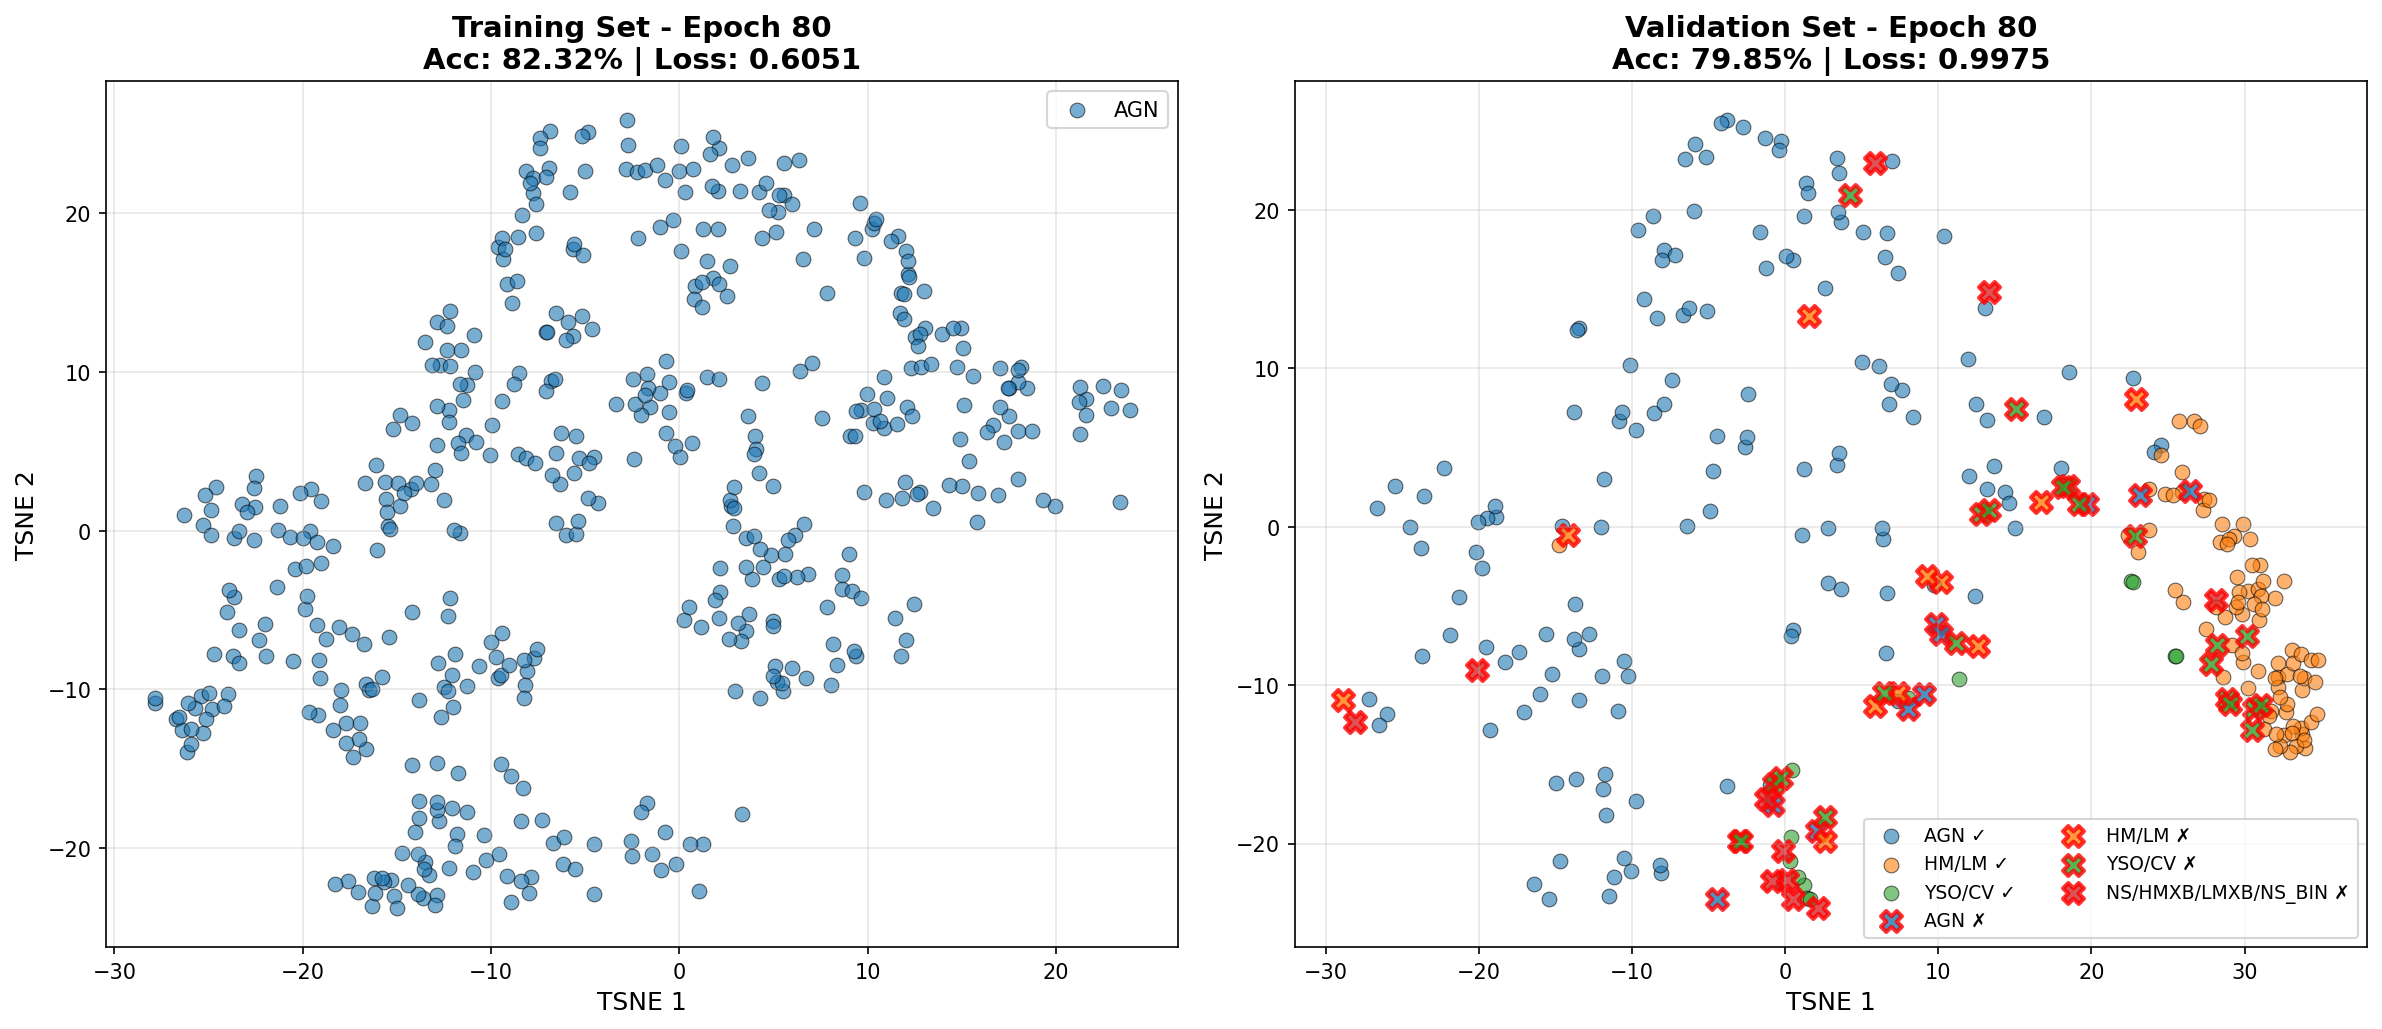 Training Set - Epoch 80
Acc: 82.32% | Loss: 0.6051
AGN
TSNE 2
20
10
0
−10
−20
−30
−20
−10
0
10
20
TSNE 1
Validation Set - Epoch 80
Acc: 79.85% | Loss: 0.9975
TSNE 2
20
10
0
−10
−20
AGN ✓
HM/LM ✓
YSO/CV ✓
AGN ✗
HM/LM ✗
YSO/CV ✗
NS/HMXB/LMXB/NS_BIN ✗
−30
−20
−10
0
10
20
30
TSNE 1